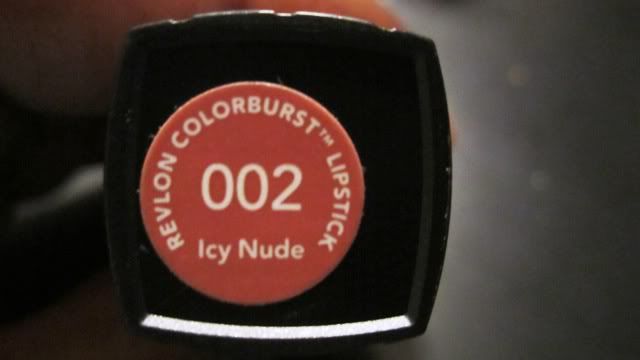 REVLON COLORBURST™ LIPSTICK
002
Icy Nude